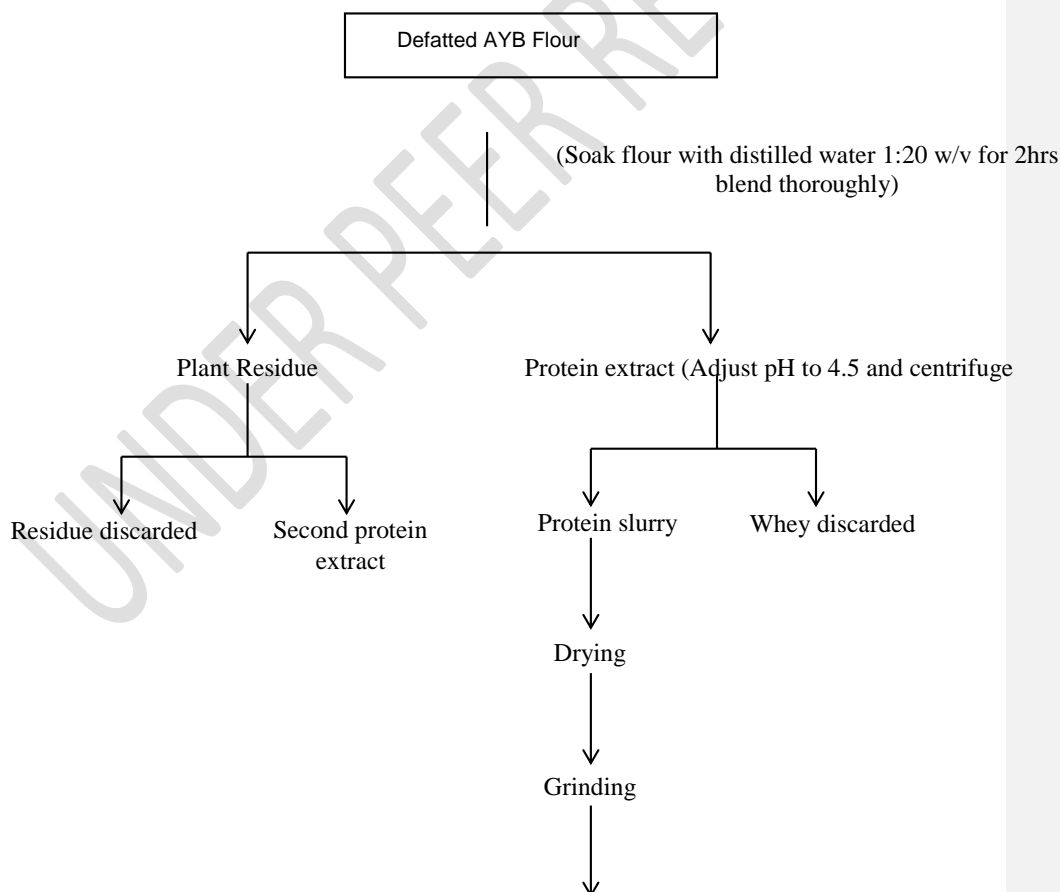 Defatted AYB Flour
(Soak flour with distilled water 1:20 w/v for 2hrs
blend thoroughly)
Plant Residue
Protein extract (Adjust pH to 4.5 and centrifuge
Residue discarded
Second protein
extract
Protein slurry
Whey discarded
Drying
Grinding
UNDER PEER RE